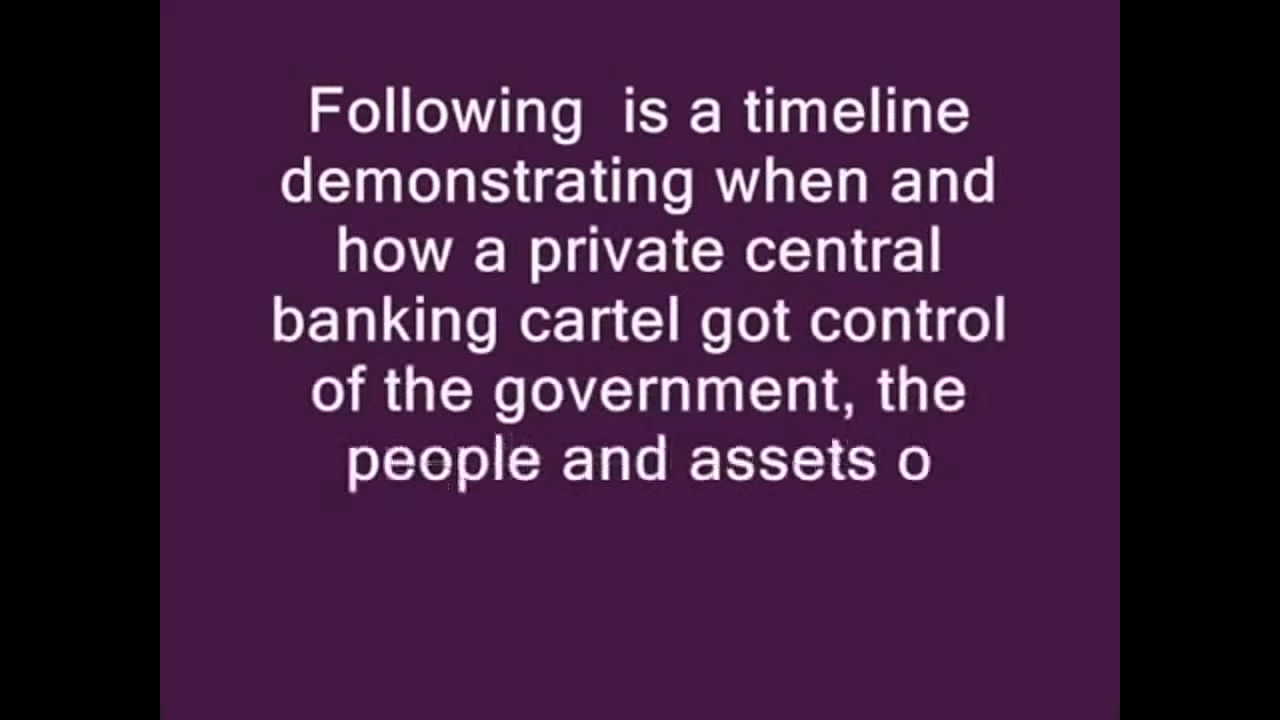 Following  is a timeline
demonstrating when and
how a private central
banking cartel got control
of the government, the
people and assets o